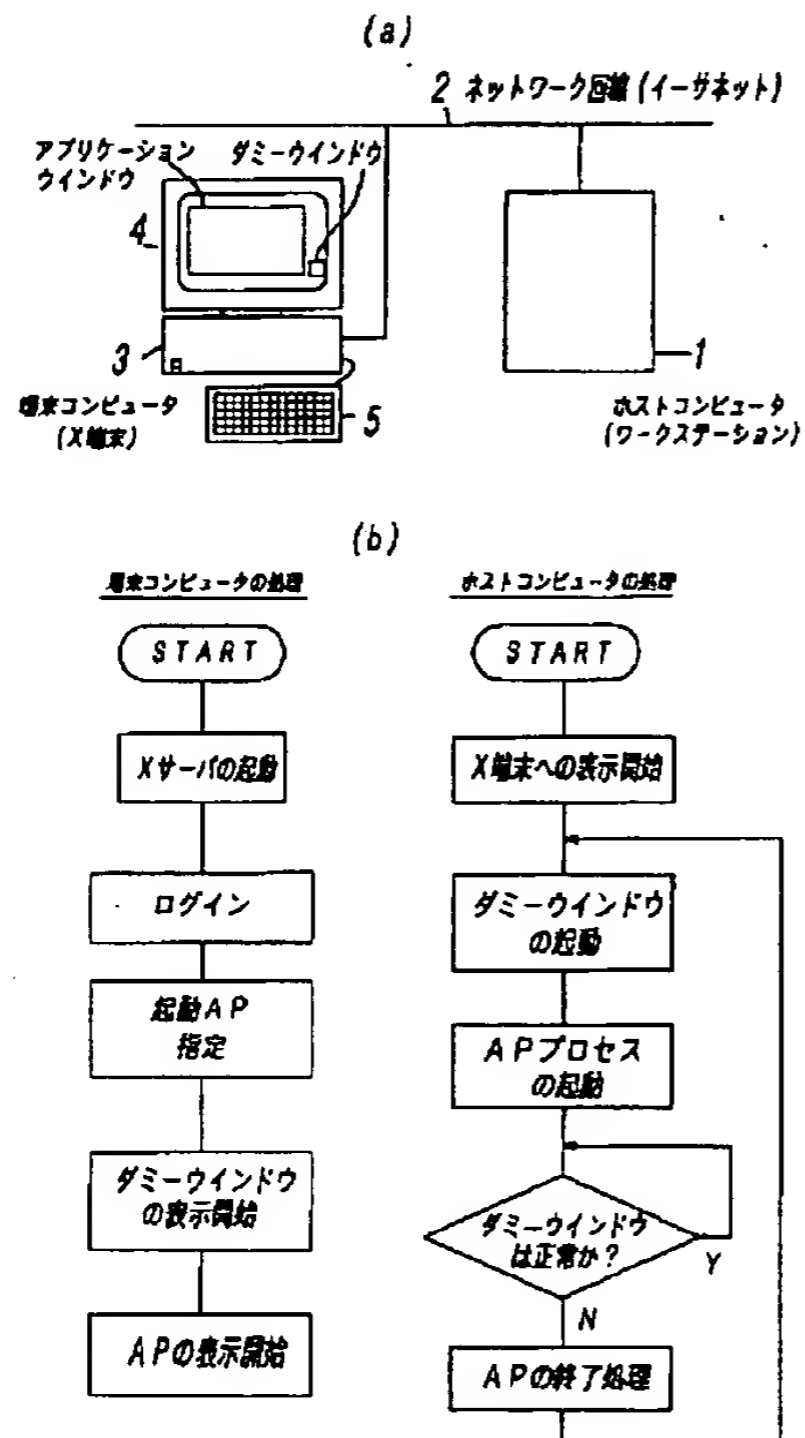 (a)
2 ネットワーク回線(イーサネット)
アプリケーション
ウインドウ
ダミーウインドウ
4
3
端末コンピュータ
(X端末)
5
1
ホストコンピュータ
(ワークステーション)
(b)
端末コンピュータの処理
START
Xサーバの起動
ログイン
起動AP
指定
ダミーウインドウ
の表示開始
APの表示開始
ホストコンピュータの処理
START
X端末への表示開始
ダミーウインドウ
の起動
APプロセス
の起動
ダミーウインドウ
は正常か?
Y
N
APの終了処理